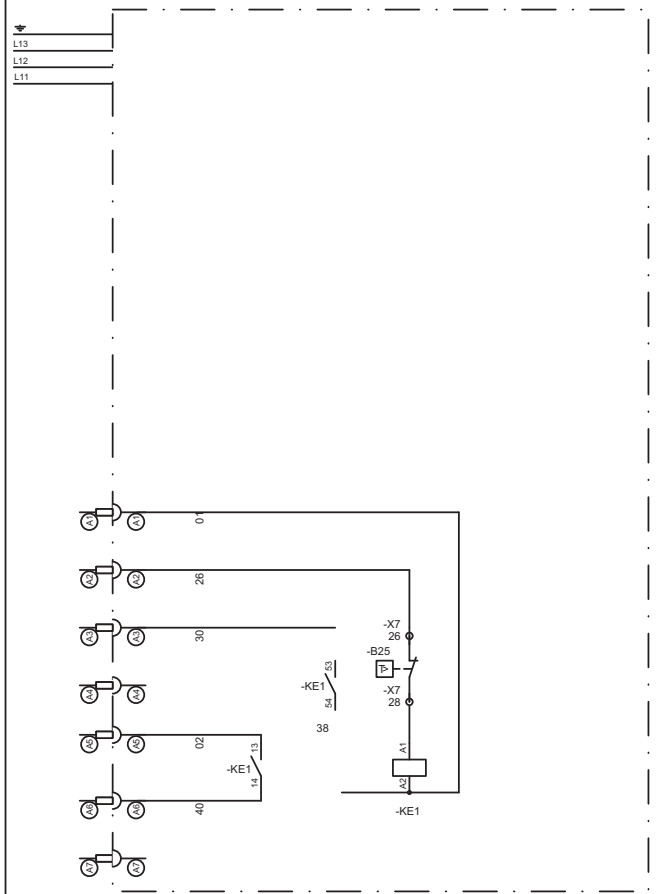 L13
L12
L11
A1 A1 01
A2 A2 26
A3 A3 30
A4 A4
A5 A5 02
A6 A6 40
A7 A7
-X7
26
-B25
T>
-X7
28
-KE1
53
54
38
-KE1
13
14
A1
A2
-KE1